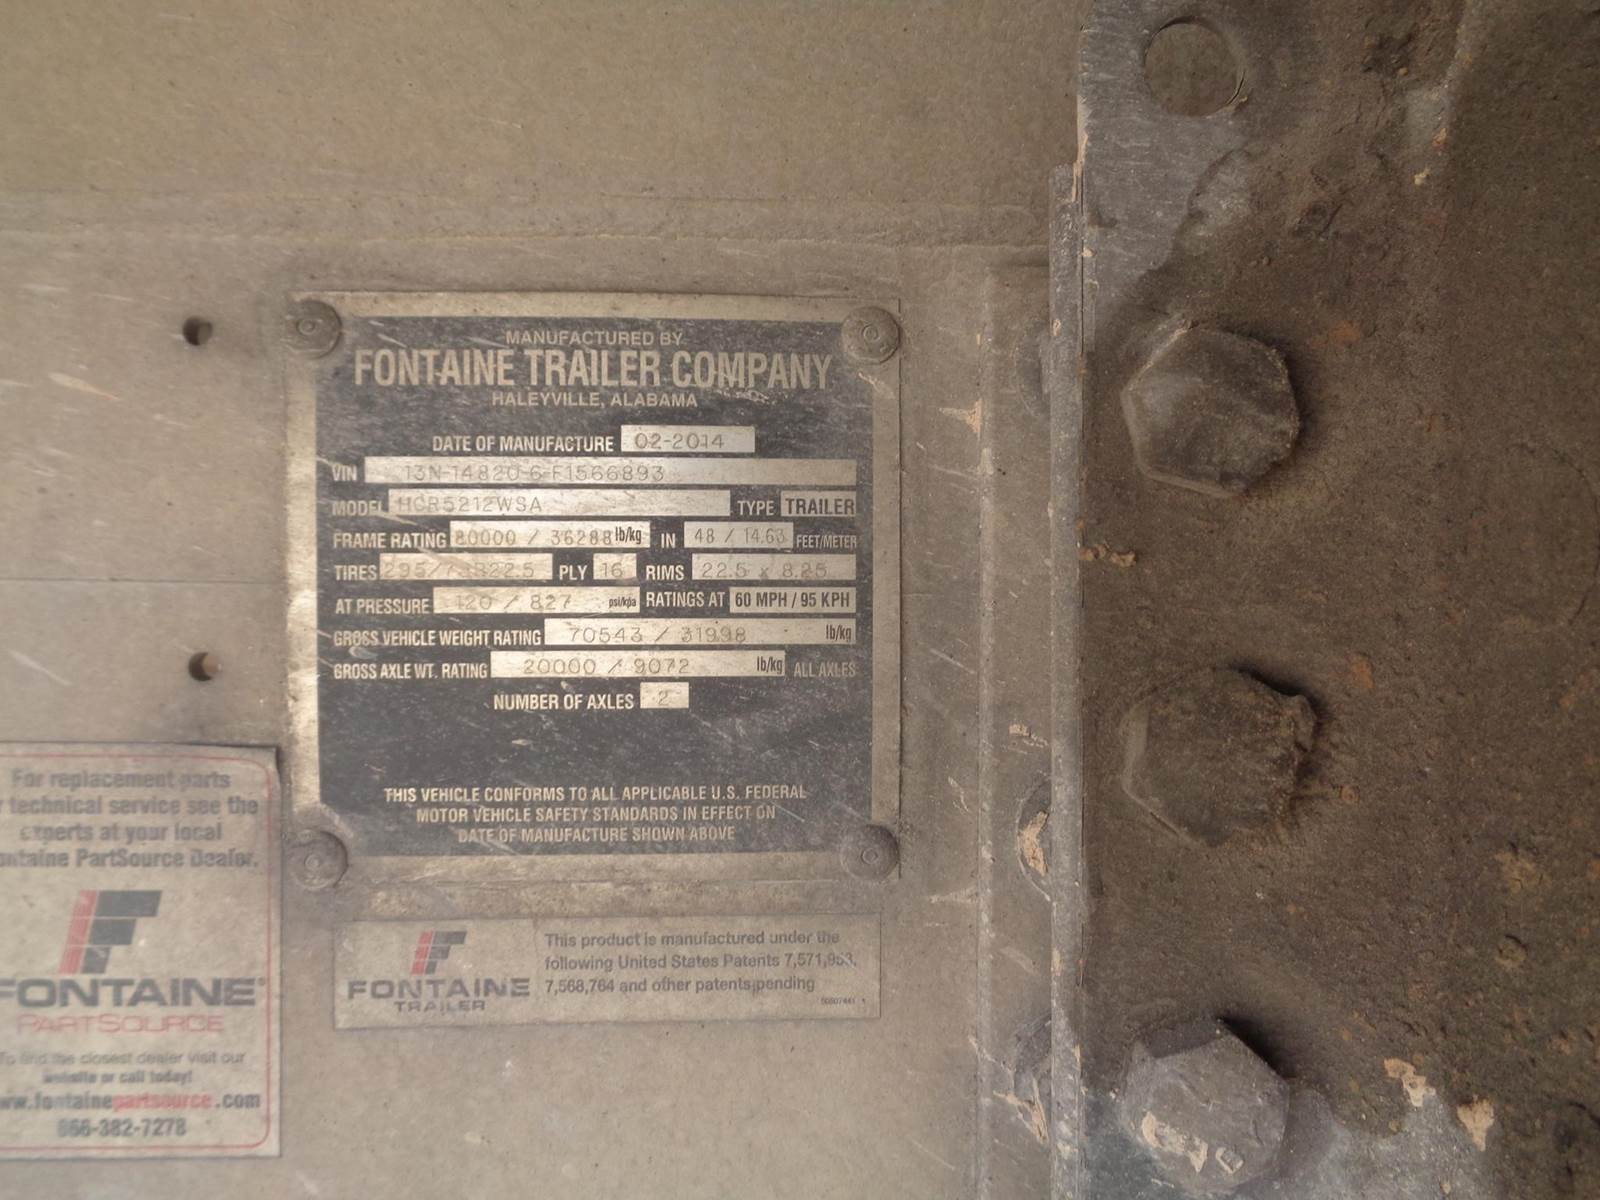 MANUFACTURED BY
FONTAINE TRAILER COMPANY
HALEYVILLE, ALABAMA
DATE OF MANUFACTURE 02-2014
VIN 13N-14820-6-F1566893
MODEL HCR5212WSA TYPE TRAILER
FRAME RATING 80000 / 36288 lb/kg IN 48 / 14.63 FEET/METER
TIRES PLY 16 RIMS 22.5 x 8.25
AT PRESSURE 120 / 827 psi/kpa RATINGS AT 60 MPH / 95 KPH
GROSS VEHICLE WEIGHT RATING 70543 / 31998 lb/kg
GROSS AXLE WT. RATING 20000 / 9072 lb/kg ALL AXLES
NUMBER OF AXLES 2
THIS VEHICLE CONFORMS TO ALL APPLICABLE U.S. FEDERAL
MOTOR VEHICLE SAFETY STANDARDS IN EFFECT ON
DATE OF MANUFACTURE SHOWN ABOVE
For replacement parts
r technical service see the
experts at your local
ontaine PartSource Dealer.
FONTAINE®
PARTSOURCE
To find the closest dealer visit our
website or call today!
ww.fontainepartsource.com
866-382-7278
FONTAINE
TRAILER
This product is manufactured under the
following United States Patents 7,571,953,
7,568,764 and other patents pending